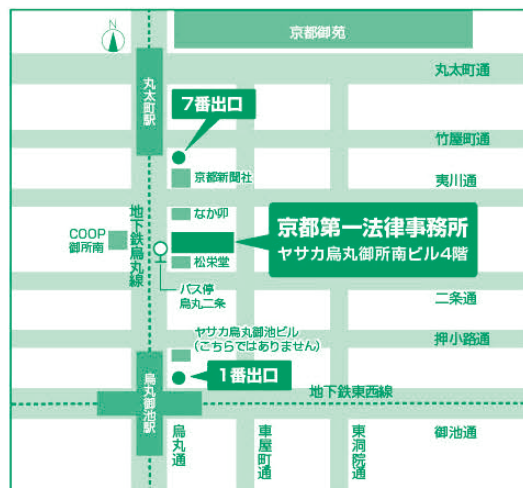 N
京都御苑
丸太町通
丸太町駅
7番出口
竹屋町通
京都新聞社
夷川通
なか卯
地下鉄烏丸線
COOP
御所南
京都第一法律事務所
ヤサカ烏丸御所南ビル4階
松栄堂
バス停
烏丸二条
二条通
ヤサカ烏丸御池ビル
(こちらではありません)
押小路通
1番出口
烏丸御池駅
地下鉄東西線
烏丸通
車屋町通
東洞院通
御池通